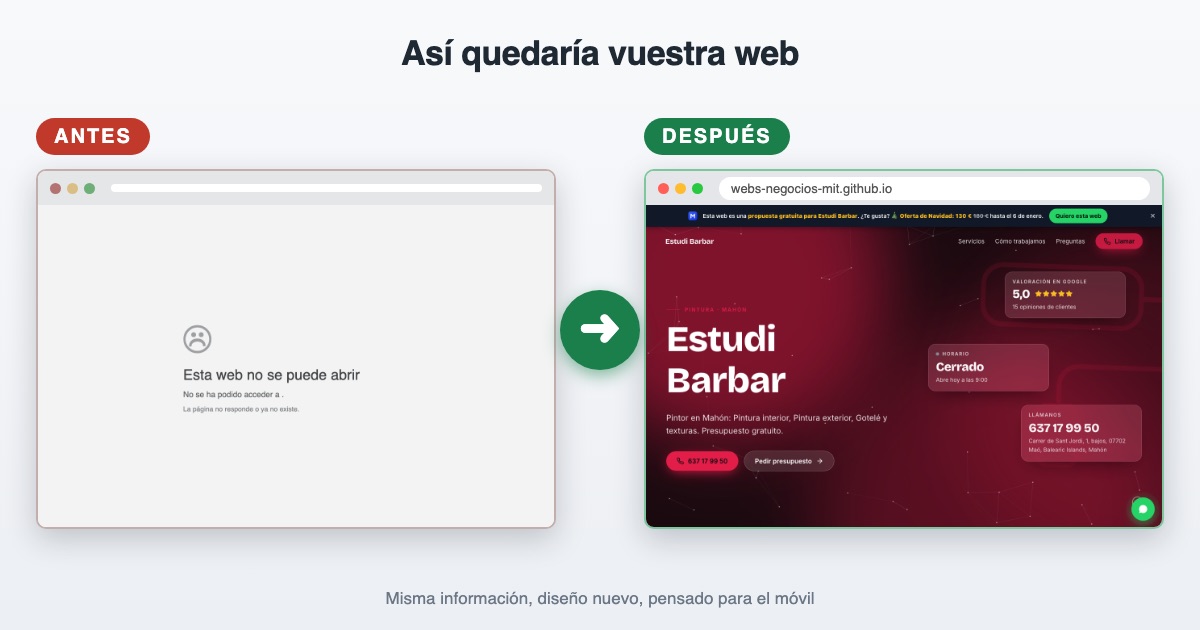 Así quedaría vuestra web
ANTES
Esta web no se puede abrir
No se ha podido acceder a .
La página no responde o ya no existe.
DESPUÉS
webs-negocios-mit.github.io
M Esta web es una propuesta gratuita para Estudi Barbar. ¿Te gusta? 🎄 Oferta de Navidad: 130 € 180 € hasta el 6 de enero. Quiero esta web ×
Estudi Barbar Servicios Cómo trabajamos Preguntas Llamar
VALORACIÓN EN GOOGLE
5,0 ★★★★★
15 opiniones de clientes
PINTURA · MAHÓN
Estudi
Barbar
HORARIO
Cerrado
Abre hoy a las 9:00
Pintor en Mahón: Pintura interior, Pintura exterior, Gotelé y
texturas. Presupuesto gratuito.
LLÁMANOS
637 17 99 50
Carrer de Sant Jordi, 1, bajos, 07702
Maó, Balearic Islands, Mahón
637 17 99 50 Pedir presupuesto →
Misma información, diseño nuevo, pensado para el móvil